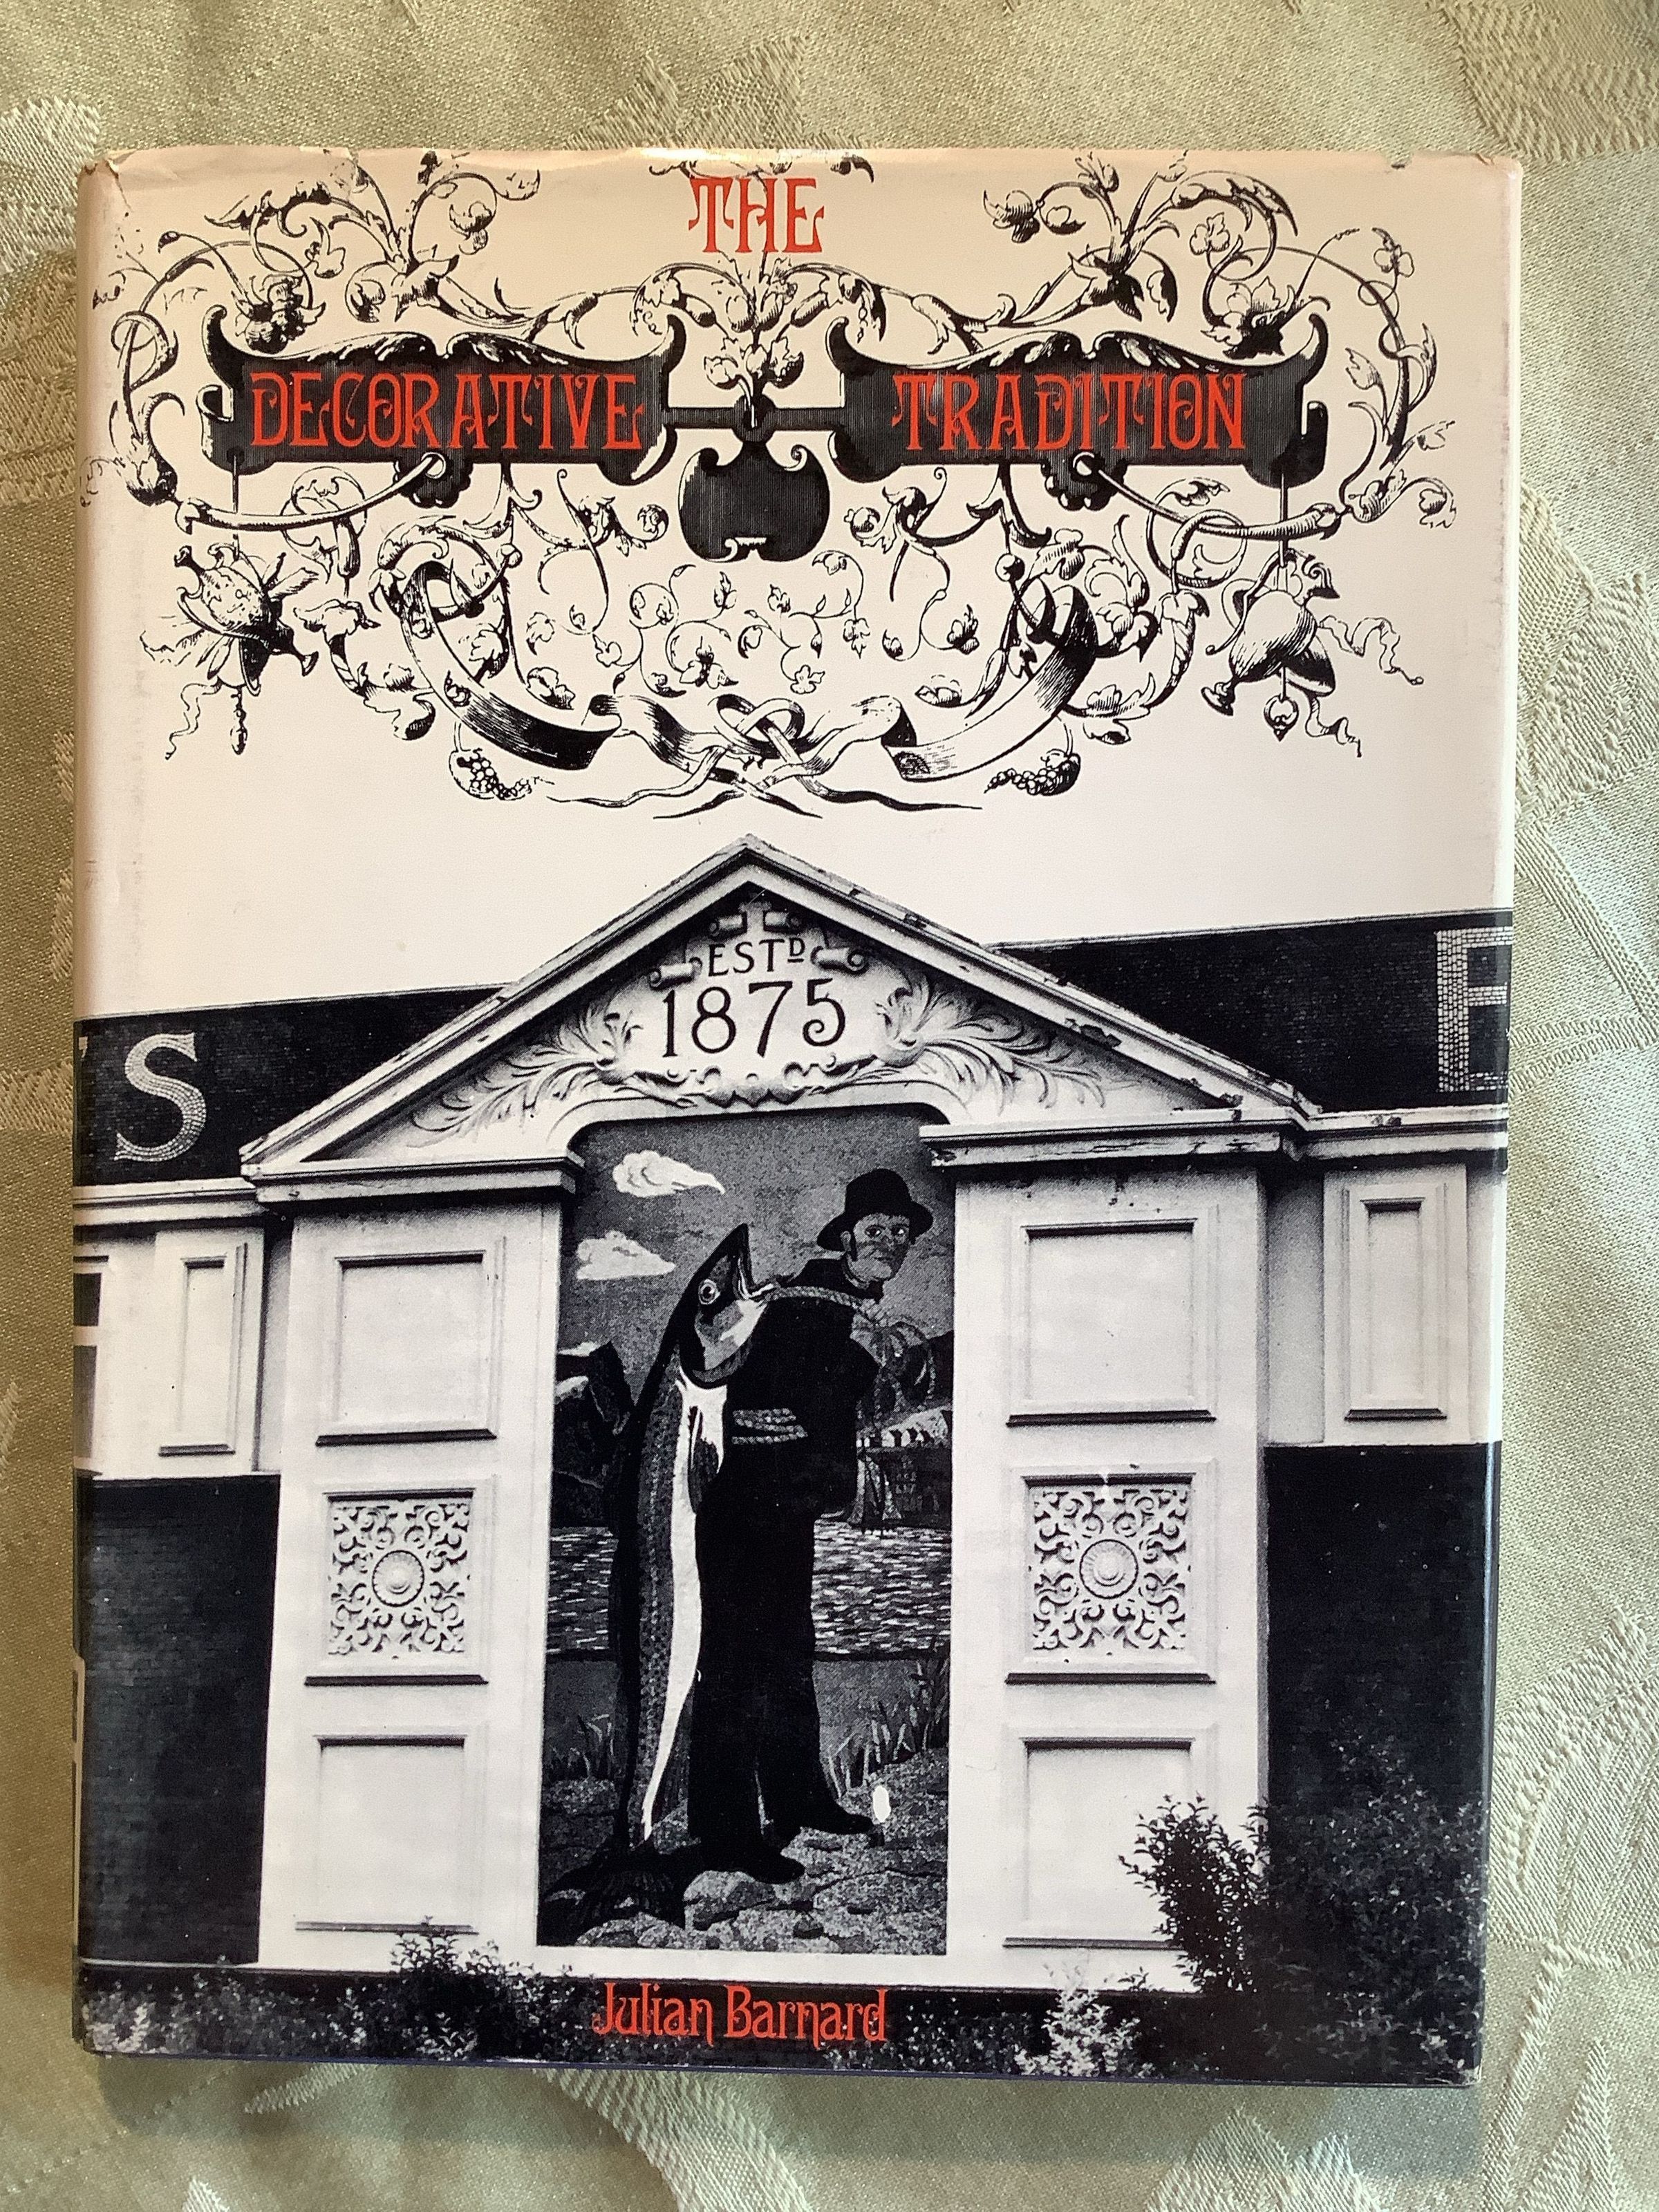 THE
DECORATIVE TRADITION
ESTD
1875
'S E
Julian Barnard